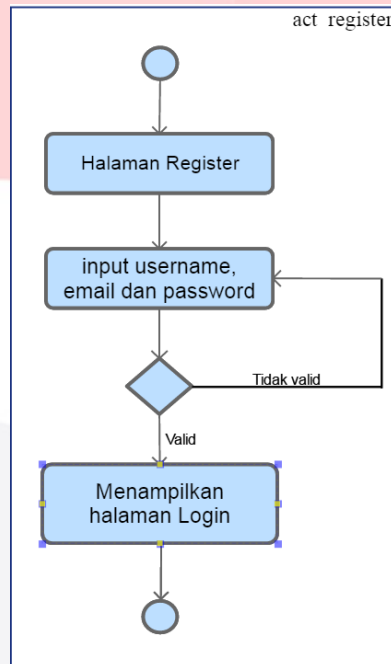 act register
Halaman Register
input username,
email dan password
Tidak valid
Valid
Menampilkan
halaman Login